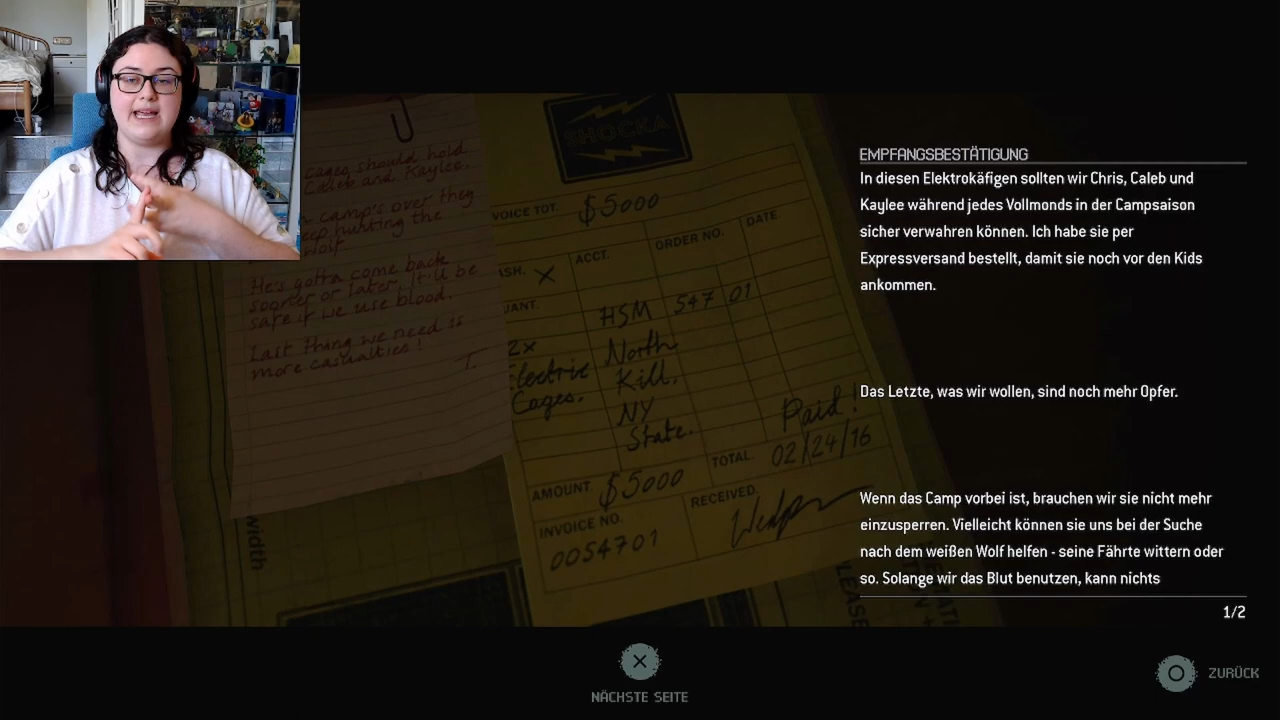 cages should hold
Caleb and Kaylee.
camp's over they
hunting the
wolf
He's gotta come back
sooner or later. It'll be
safe if we use blood.
Last thing we need is
more casualties!
T.
SHOCKA
VOICE TOT. $5000
ASH. X ACCT. ORDER NO. DATE.
UANT. HSM 547 01
2x North
Electric Kill.
Cages. NY
State. Paid!
AMOUNT. $5000 TOTAL. 02/24/16
INVOICE NO. RECEIVED.
0054701
width
EMPFANGSBESTÄTIGUNG
In diesen Elektrokäfigen sollten wir Chris, Caleb und
Kaylee während jedes Vollmonds in der Campsaison
sicher verwahren können. Ich habe sie per
Expressversand bestellt, damit sie noch vor den Kids
ankommen.
Das Letzte, was wir wollen, sind noch mehr Opfer.
Wenn das Camp vorbei ist, brauchen wir sie nicht mehr
einzusperren. Vielleicht können sie uns bei der Suche
nach dem weißen Wolf helfen - seine Fährte wittern oder
so. Solange wir das Blut benutzen, kann nichts
1/2
NÄCHSTE SEITE
ZURÜCK